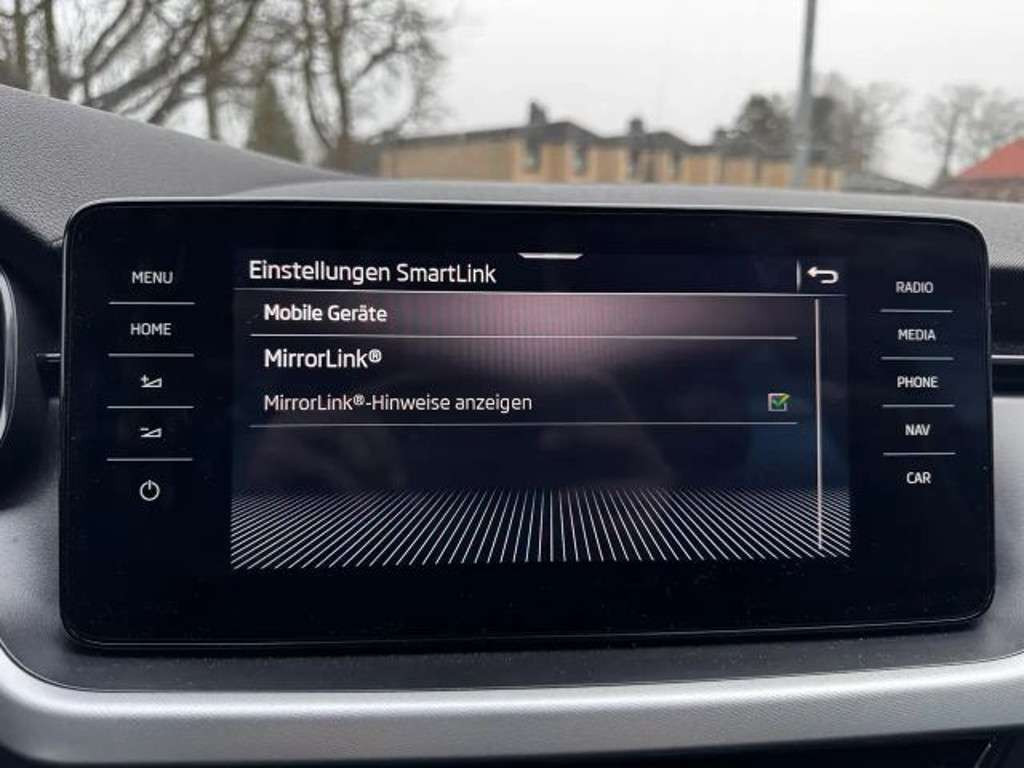 MENU
HOME
Einstellungen SmartLink
Mobile Geräte
MirrorLink®
MirrorLink®-Hinweise anzeigen
RADIO
MEDIA
PHONE
NAV
CAR